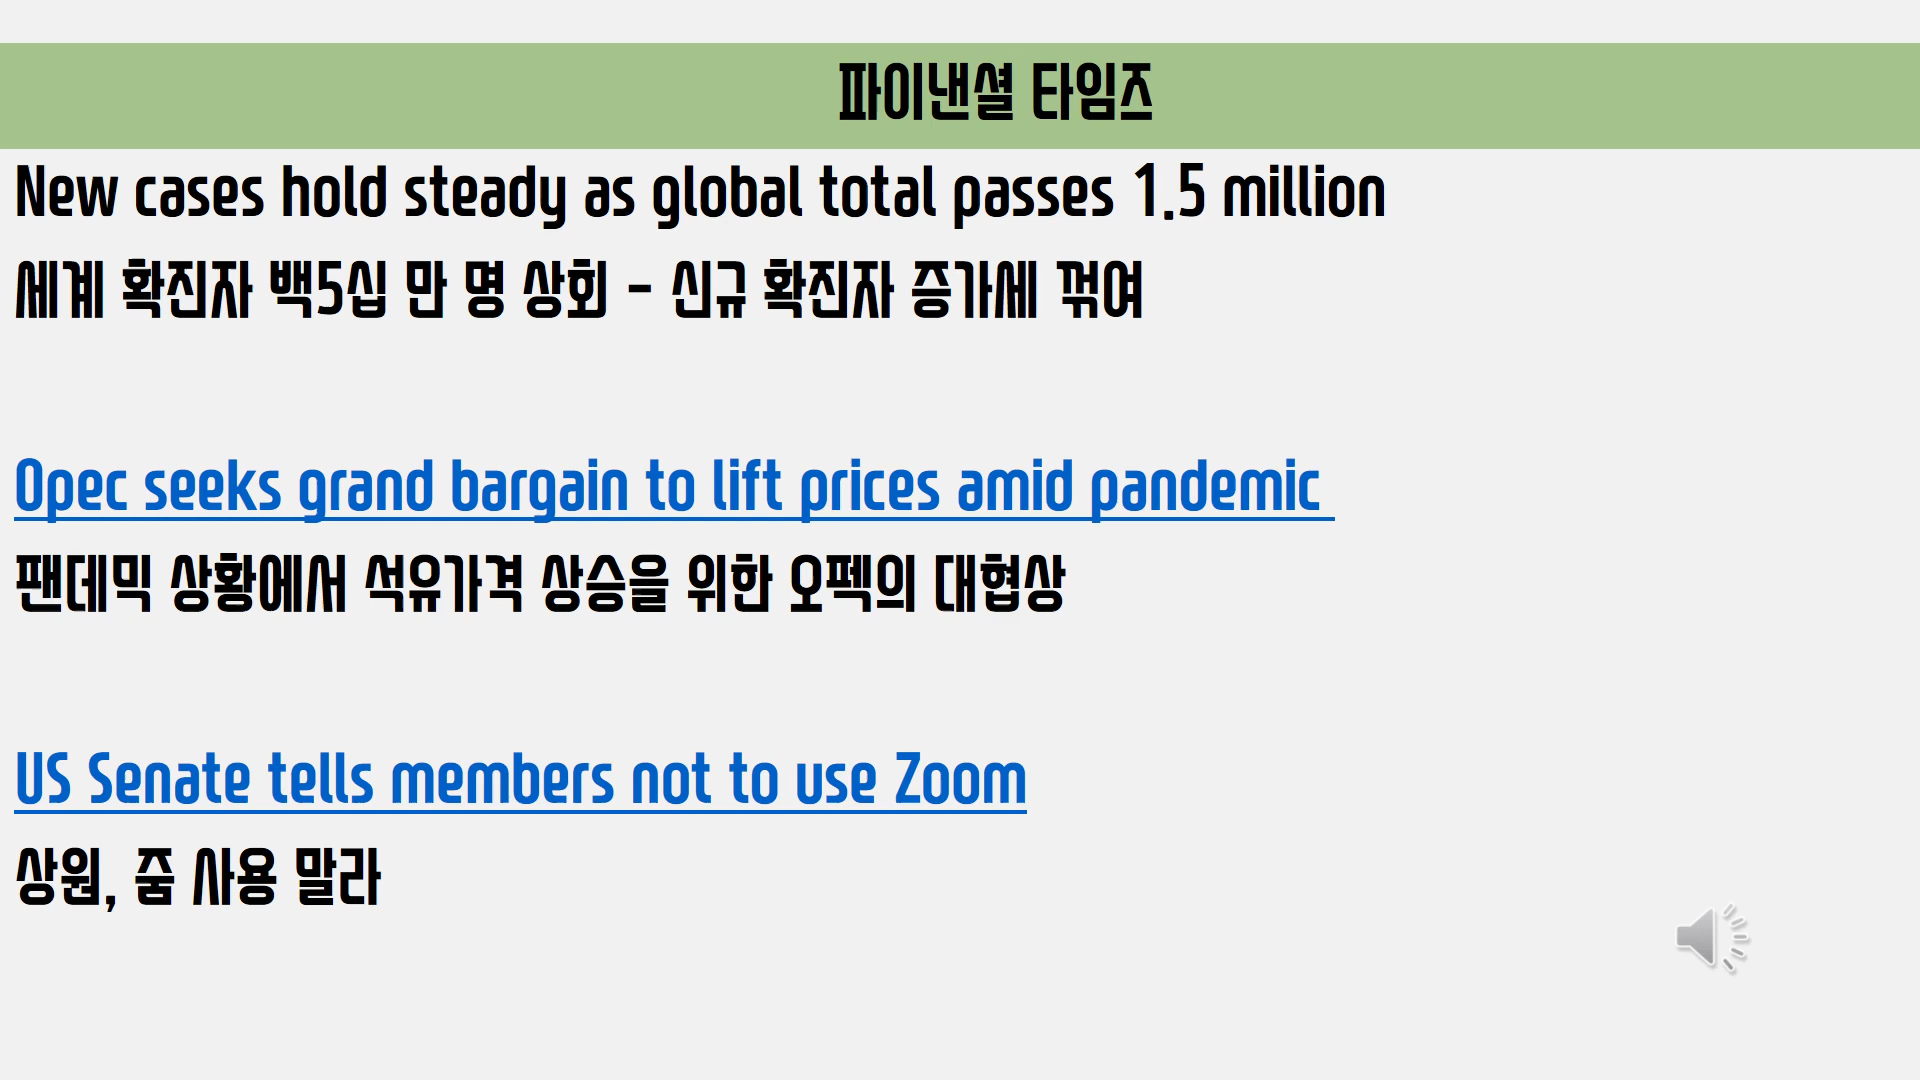 파이낸셜 타임즈
New cases hold steady as global total passes 1.5 million
세계 확진자 백5십 만 명 상회 - 신규 확진자 증가세 꺾여
Opec seeks grand bargain to lift prices amid pandemic
팬데믹 상황에서 석유가격 상승을 위한 오펙의 대협상
US Senate tells members not to use Zoom
상원, 줌 사용 말라